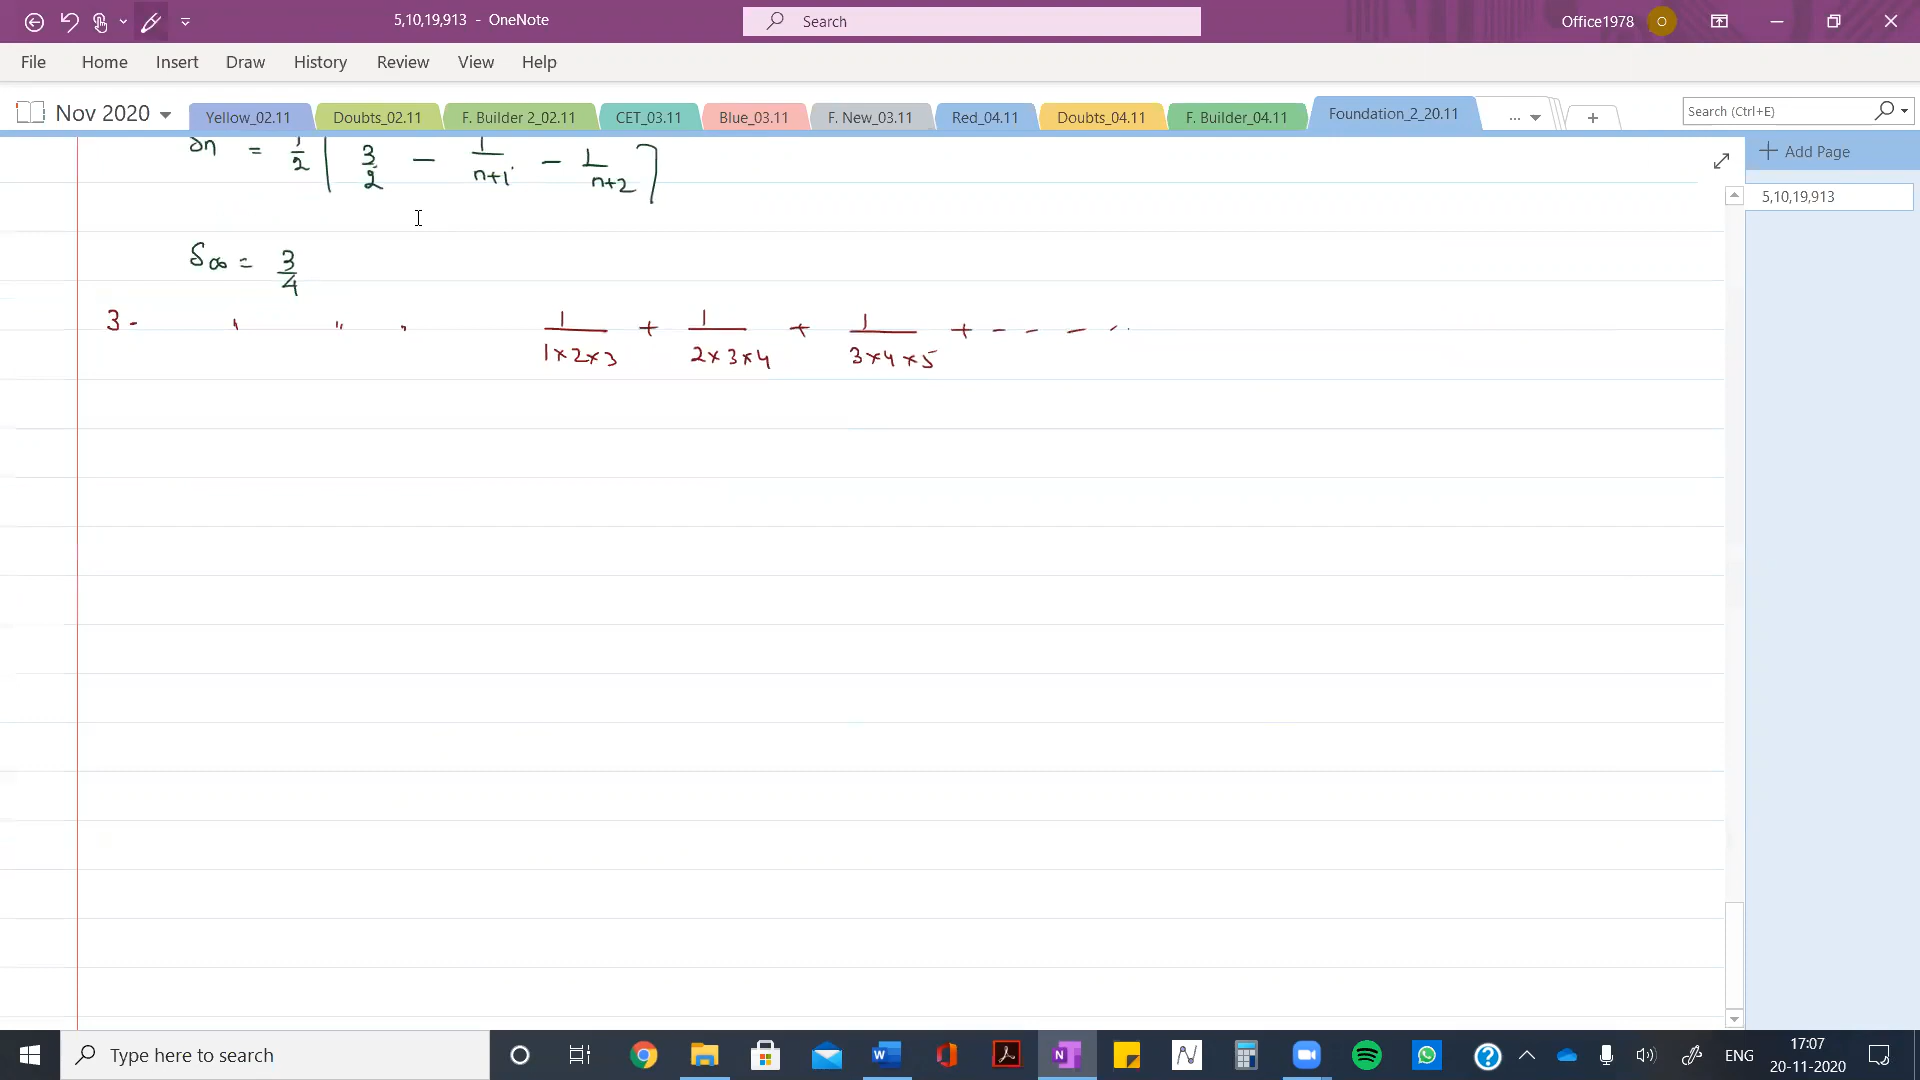 5,10,19,913 - OneNote
Search
Office1978
O
File Home Insert Draw History Review View Help
Nov 2020
Yellow_02.11
Doubts_02.11
F. Builder 2_02.11
CET_03.11
Blue_03.11
F. New_03.11
Red_04.11
Doubts_04.11
F. Builder_04.11
Foundation_2_20.11
...
+
Search (Ctrl+E)
Add Page
5,10,19,913
Sn = 1/2 [ 3/2 - 1/(n+1) - 1/(n+2) ]
S∞ = 3/4
3 - " " " 1/(1×2×3) + 1/(2×3×4) + 1/(3×4×5) + - - - -
Type here to search
ENG
17:07
20-11-2020